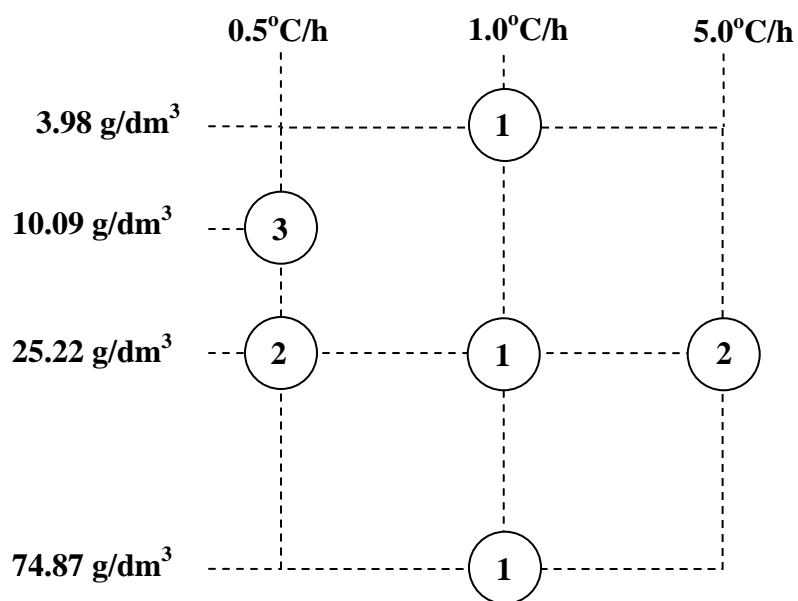 0.5°C/h 1.0°C/h 5.0°C/h
3.98 g/dm³ 1
10.09 g/dm³ 3
25.22 g/dm³ 2 1 2
74.87 g/dm³ 1